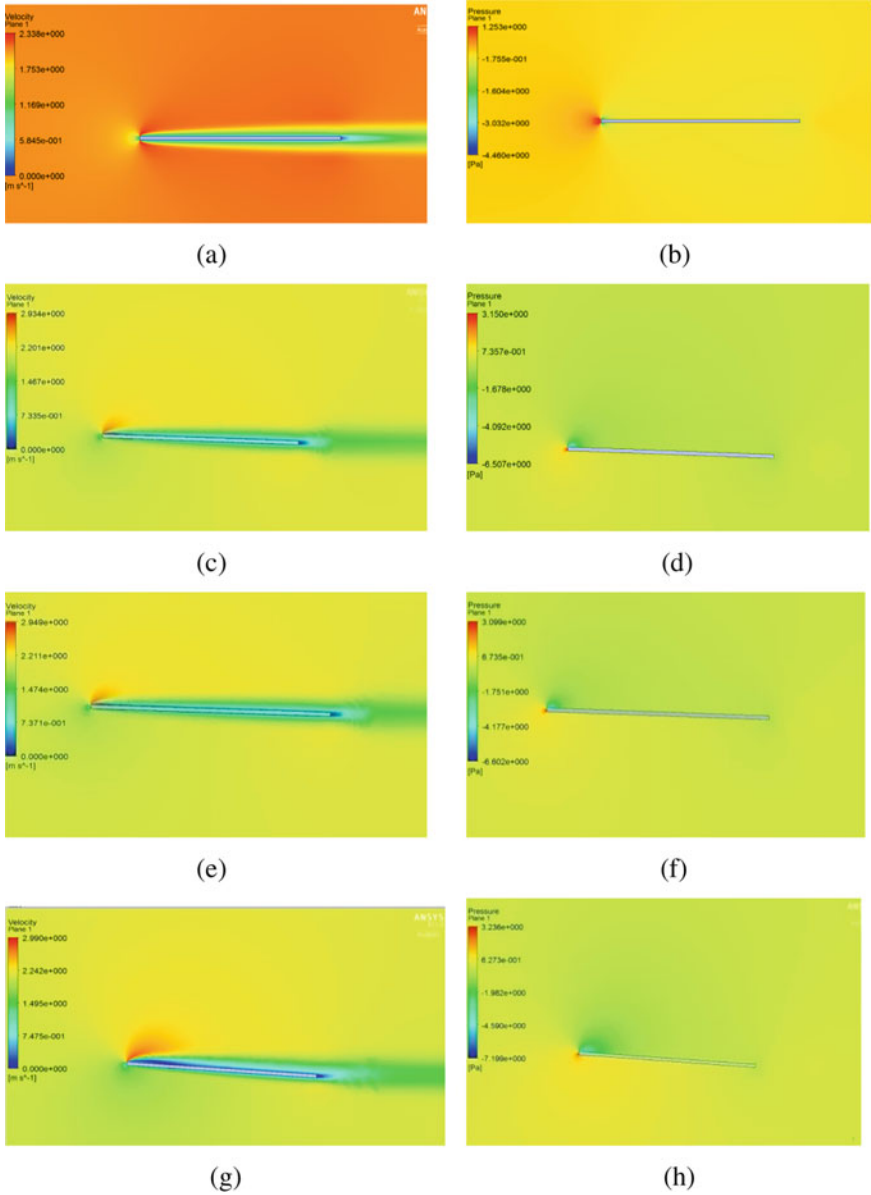 Velocity
Plane 1
2.338e+000
1.753e+000
1.169e+000
5.845e-001
0.000e+000
[m s^-1]
AN
(a)
Pressure
Plane 1
1.253e+000
-1.755e-001
-1.604e+000
-3.032e+000
-4.460e+000
[Pa]
(b)
Velocity
Plane 1
2.934e+000
2.201e+000
1.467e+000
7.335e-001
0.000e+000
[m s^-1]
(c)
Pressure
Plane 1
3.150e+000
7.357e-001
-1.678e+000
-4.092e+000
-6.507e+000
[Pa]
(d)
Velocity
Plane 1
2.949e+000
2.211e+000
1.474e+000
7.371e-001
0.000e+000
[m s^-1]
(e)
Pressure
Plane 1
3.099e+000
6.735e-001
-1.751e+000
-4.177e+000
-6.602e+000
[Pa]
(f)
Velocity
Plane 1
2.990e+000
2.242e+000
1.495e+000
7.475e-001
0.000e+000
[m s^-1]
ANSYS
(g)
Pressure
Plane 1
3.236e+000
6.273e-001
-1.982e+000
-4.590e+000
-7.199e+000
[Pa]
(h)